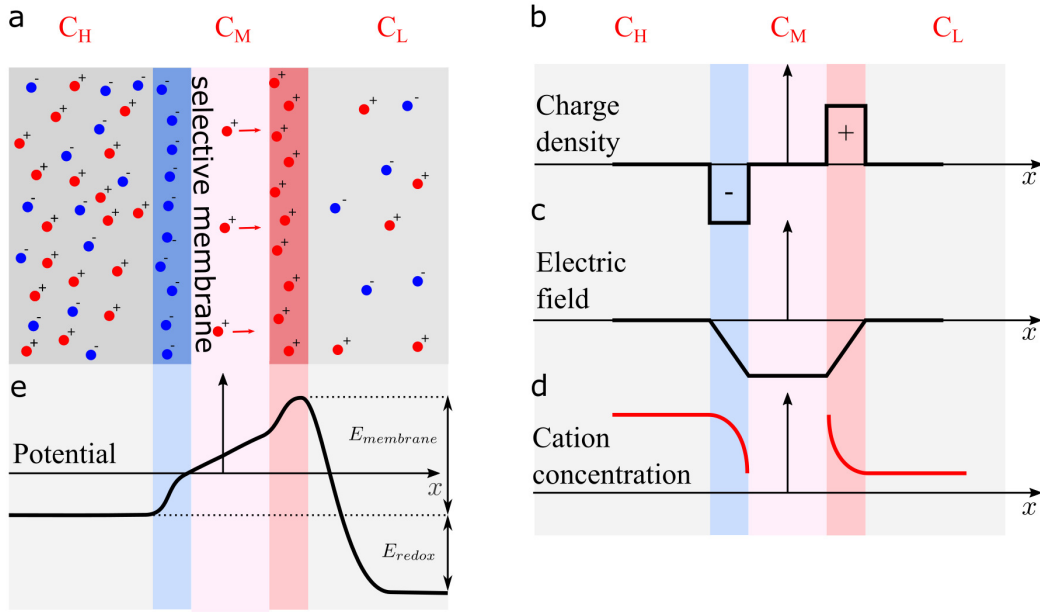 a
C_H
C_M
C_L
selective membrane
e
Potential
x
E_membrane
E_redox
b
C_H
C_M
C_L
Charge
density
-
+
x
c
Electric
field
x
d
Cation
concentration
x